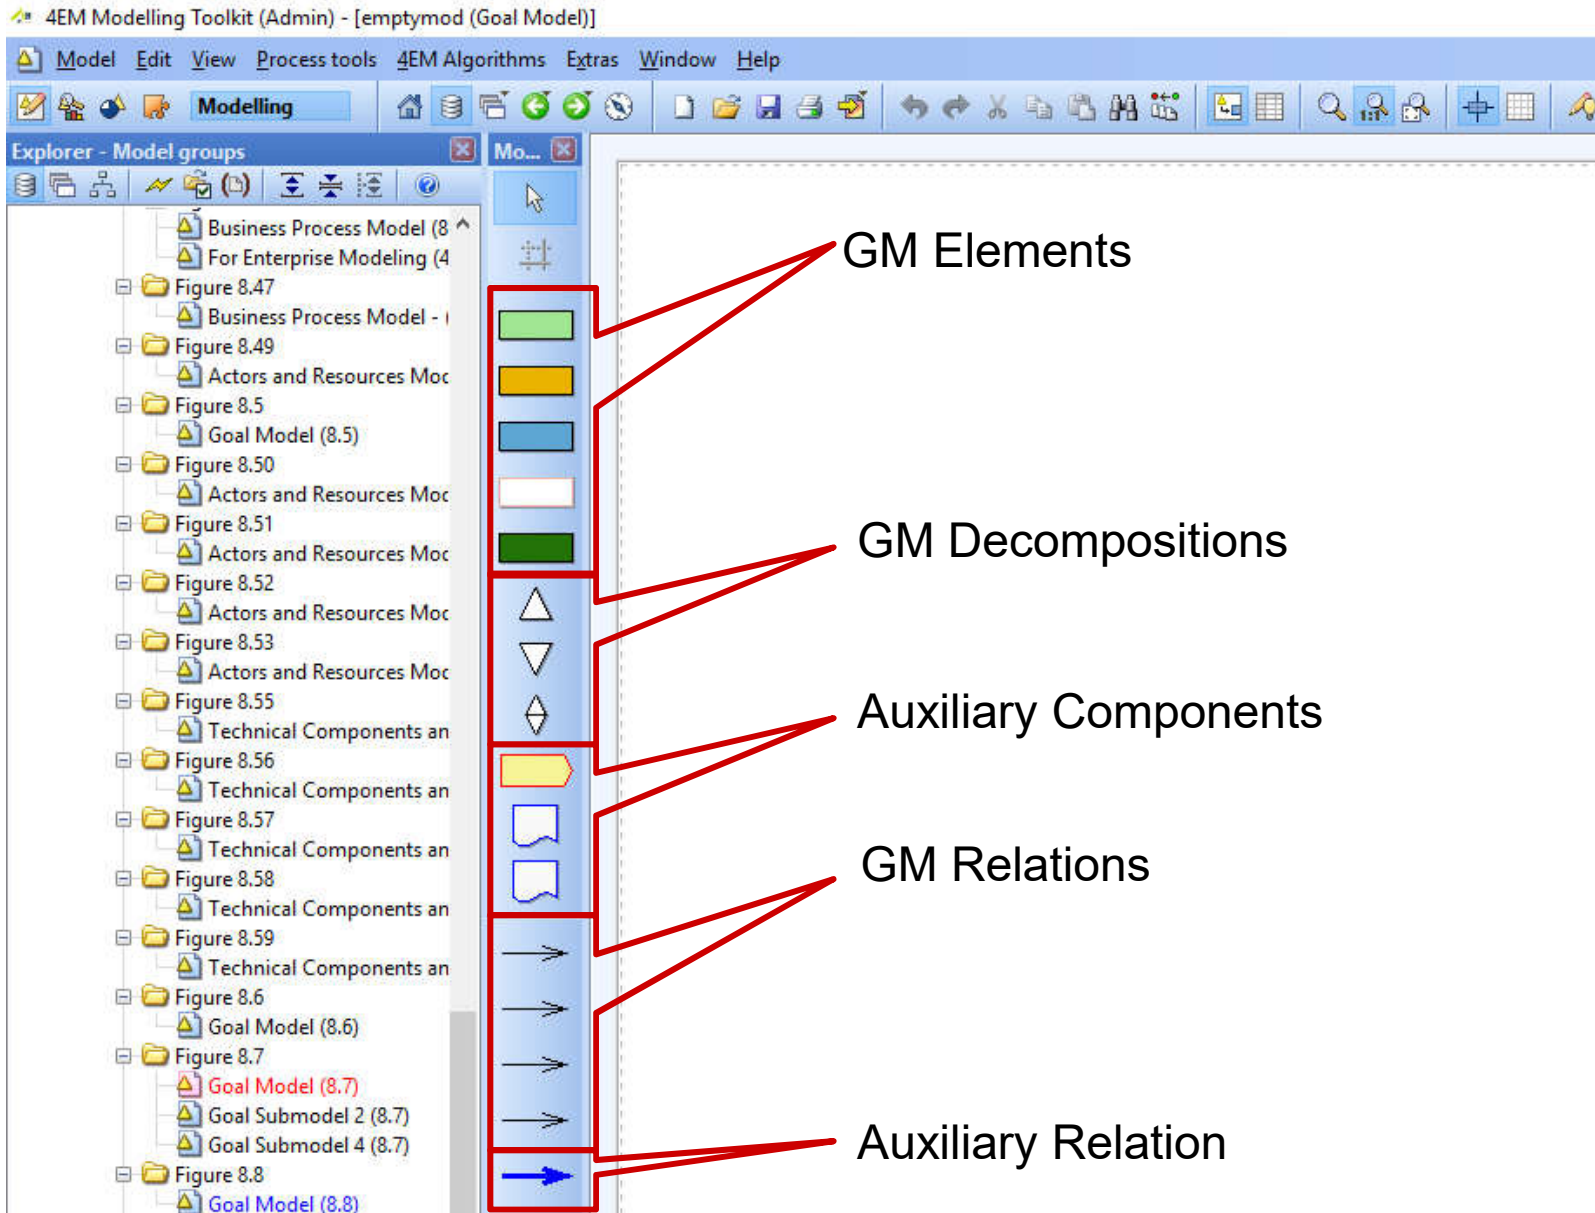 4EM Modelling Toolkit (Admin) - [emptymod (Goal Model)]
Model Edit View Process tools 4EM Algorithms Extras Window Help
Modelling
1:1
Explorer - Model groups
Mo...
Business Process Model (8
For Enterprise Modeling (4
Figure 8.47
Business Process Model - (
Figure 8.49
Actors and Resources Moc
Figure 8.5
Goal Model (8.5)
Figure 8.50
Actors and Resources Moc
Figure 8.51
Actors and Resources Moc
Figure 8.52
Actors and Resources Moc
Figure 8.53
Actors and Resources Moc
Figure 8.55
Technical Components an
Figure 8.56
Technical Components an
Figure 8.57
Technical Components an
Figure 8.58
Technical Components an
Figure 8.59
Technical Components an
Figure 8.6
Goal Model (8.6)
Figure 8.7
Goal Model (8.7)
Goal Submodel 2 (8.7)
Goal Submodel 4 (8.7)
Figure 8.8
Goal Model (8.8)
GM Elements
GM Decompositions
Auxiliary Components
GM Relations
Auxiliary Relation